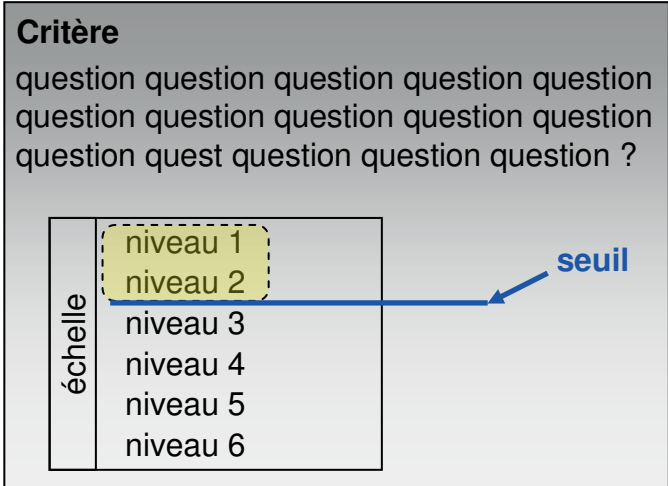 Critère
question question question question question
question question question question question
question quest question question question ?
échelle
niveau 1
niveau 2
niveau 3
niveau 4
niveau 5
niveau 6
seuil